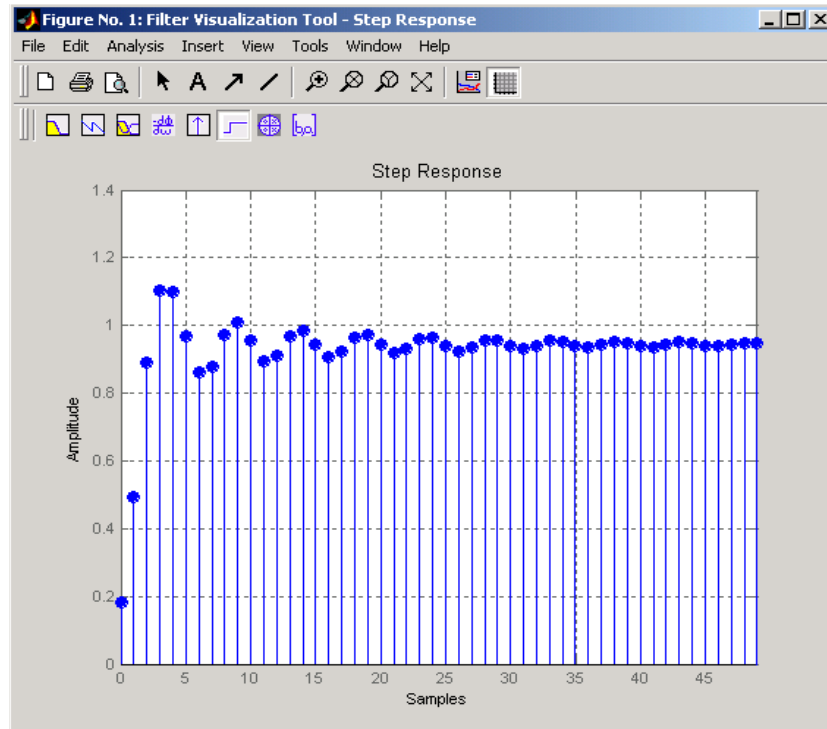 Figure No. 1: Filter Visualization Tool - Step Response
File Edit Analysis Insert View Tools Window Help
A
[b,a]
Step Response
1.4
1.2
1
0.8
0.6
0.4
0.2
0
Amplitude
0 5 10 15 20 25 30 35 40 45
Samples